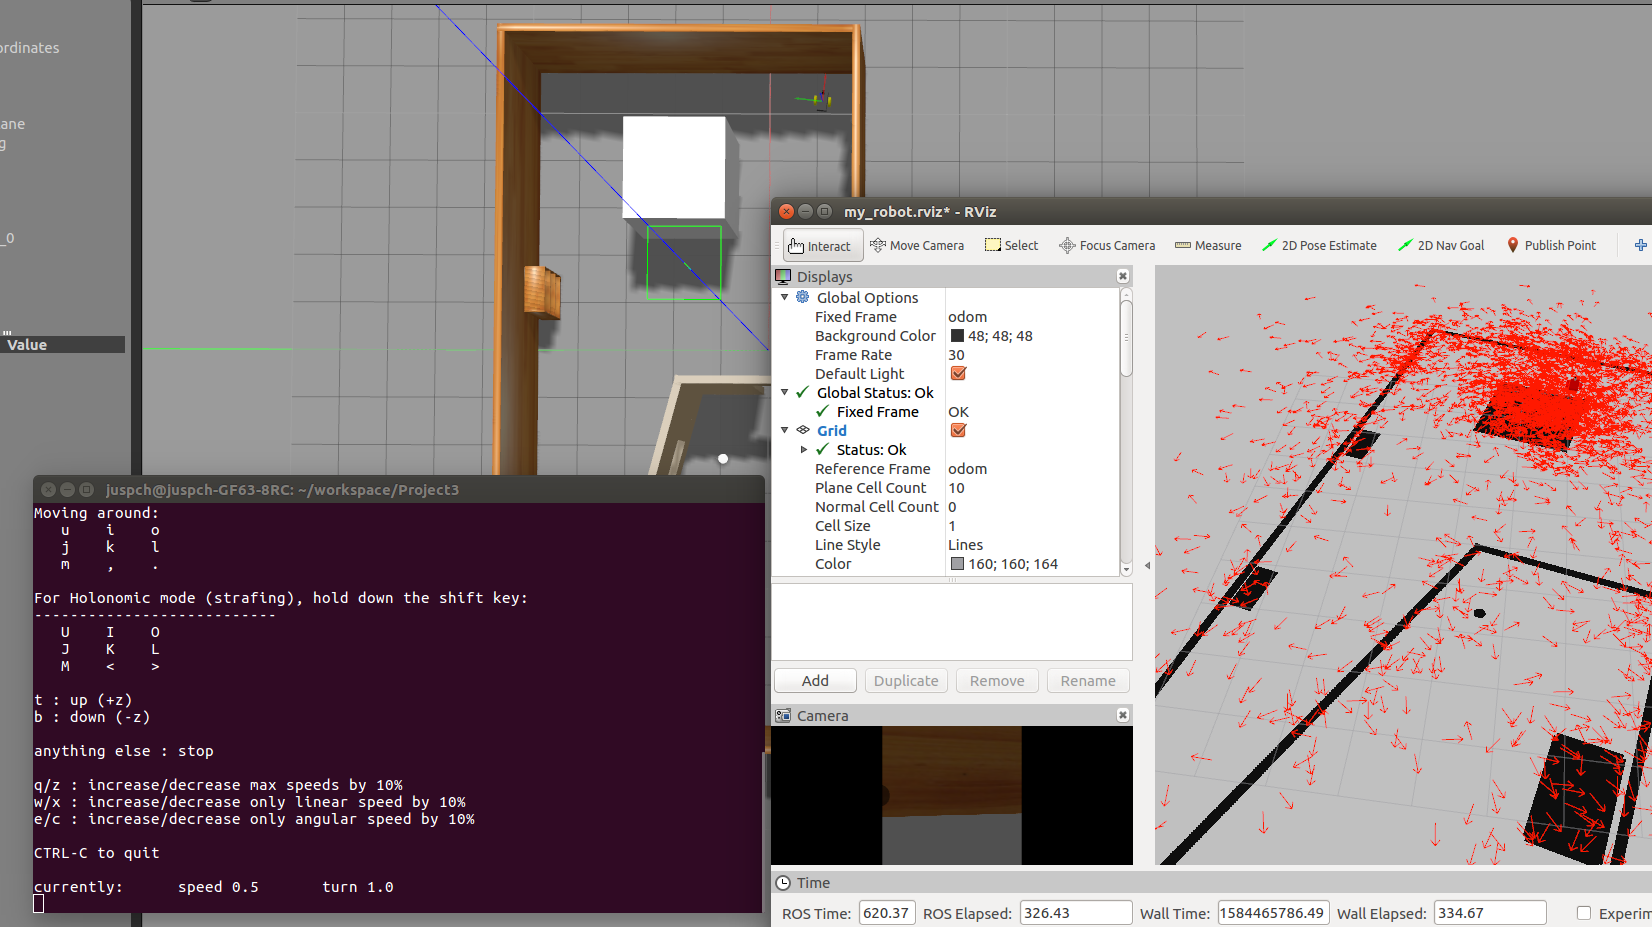 ordinates
ane
g
_0
Value
my_robot.rviz* - RViz
Interact Move Camera Select Focus Camera Measure 2D Pose Estimate 2D Nav Goal Publish Point
Displays
Global Options
Fixed Frame odom
Background Color 48; 48; 48
Frame Rate 30
Default Light
Global Status: Ok
Fixed Frame OK
Grid
Status: Ok
Reference Frame odom
Plane Cell Count 10
Normal Cell Count 0
Cell Size 1
Line Style Lines
Color 160; 160; 164
Add Duplicate Remove Rename
Camera
Time
ROS Time: 620.37 ROS Elapsed: 326.43 Wall Time: 1584465786.49 Wall Elapsed: 334.67 Experim
juspch@juspch-GF63-8RC: ~/workspace/Project3
Moving around:
u i o
j k l
m , .
For Holonomic mode (strafing), hold down the shift key:
---------------------------
U I O
J K L
M < >
t : up (+z)
b : down (-z)
anything else : stop
q/z : increase/decrease max speeds by 10%
w/x : increase/decrease only linear speed by 10%
e/c : increase/decrease only angular speed by 10%
CTRL-C to quit
currently: speed 0.5 turn 1.0